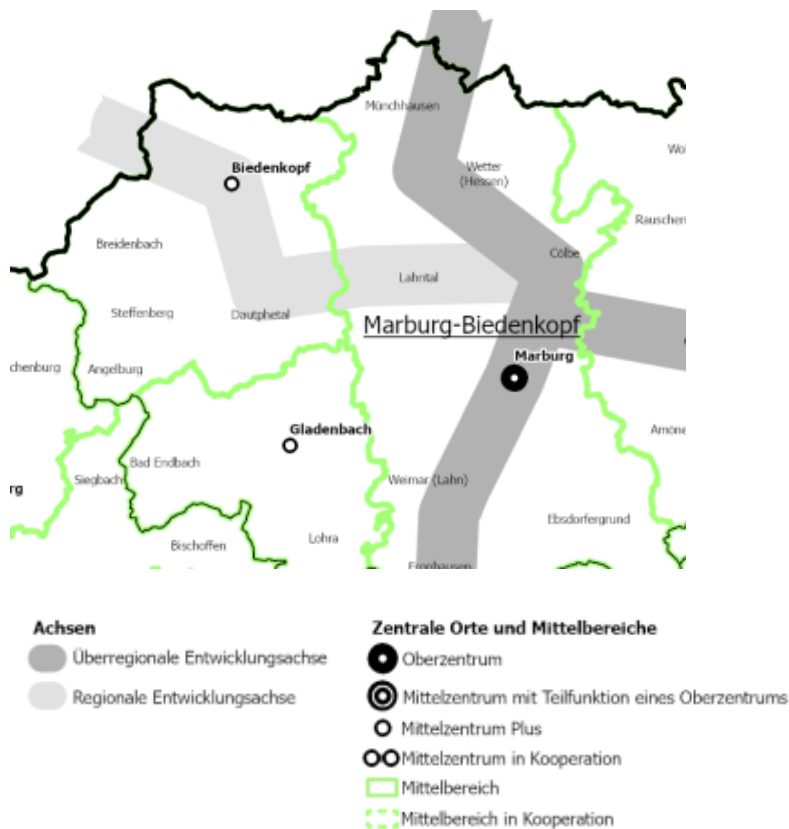 Münchhausen
Wo
Biedenkopf
Wetter
(Hessen)
Rauschen
Breidenbach
Cölbe
Lahntal
Steffenberg
Dautphetal
Marburg-Biedenkopf
Marburg
chenburg
Angelburg
Gladenbach
Amöne
Bad Endbach
Siegbach
Weimar (Lahn)
rg
Ebsdorfergrund
Lohra
Bischoffen
Fronhausen
Achsen
Überregionale Entwicklungsachse
Regionale Entwicklungsachse
Zentrale Orte und Mittelbereiche
Oberzentrum
Mittelzentrum mit Teilfunktion eines Oberzentrums
Mittelzentrum Plus
Mittelzentrum in Kooperation
Mittelbereich
Mittelbereich in Kooperation